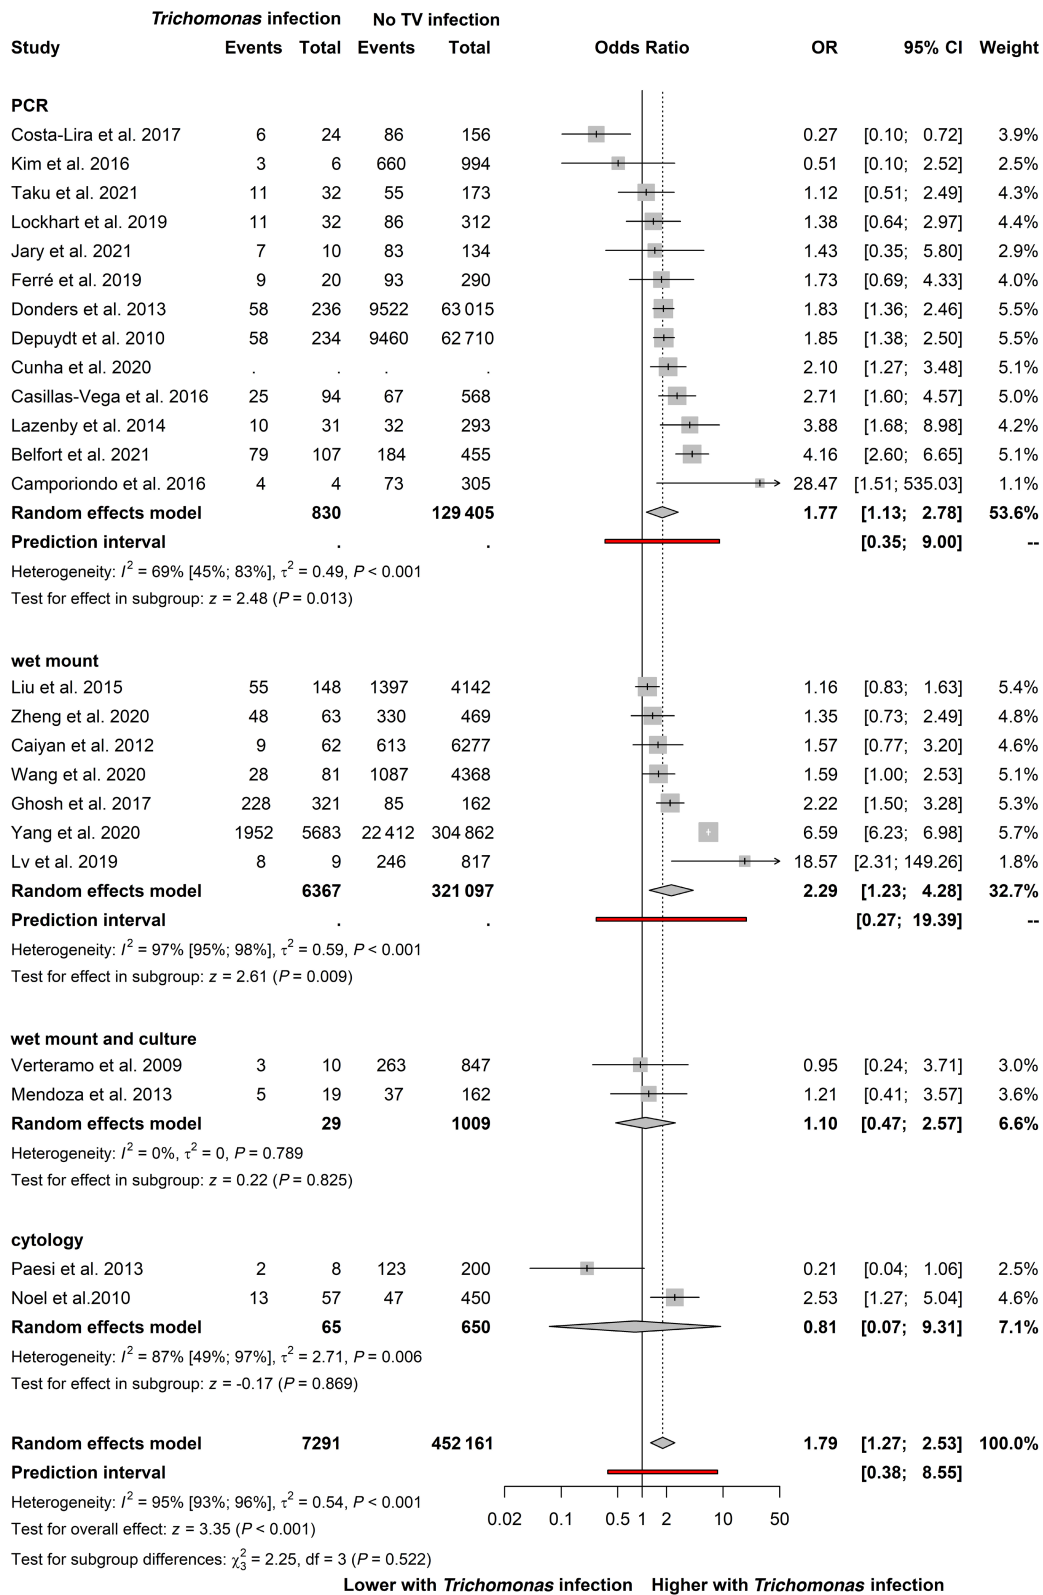 Trichomonas infection No TV infection
Study Events Total Events Total Odds Ratio OR 95% CI Weight
PCR
Costa-Lira et al. 2017 6 24 86 156 0.27 [0.10; 0.72] 3.9%
Kim et al. 2016 3 6 660 994 0.51 [0.10; 2.52] 2.5%
Taku et al. 2021 11 32 55 173 1.12 [0.51; 2.49] 4.3%
Lockhart et al. 2019 11 32 86 312 1.38 [0.64; 2.97] 4.4%
Jary et al. 2021 7 10 83 134 1.43 [0.35; 5.80] 2.9%
Ferré et al. 2019 9 20 93 290 1.73 [0.69; 4.33] 4.0%
Donders et al. 2013 58 236 9522 63 015 1.83 [1.36; 2.46] 5.5%
Depuydt et al. 2010 58 234 9460 62 710 1.85 [1.38; 2.50] 5.5%
Cunha et al. 2020 . . . . 2.10 [1.27; 3.48] 5.1%
Casillas-Vega et al. 2016 25 94 67 568 2.71 [1.60; 4.57] 5.0%
Lazenby et al. 2014 10 31 32 293 3.88 [1.68; 8.98] 4.2%
Belfort et al. 2021 79 107 184 455 4.16 [2.60; 6.65] 5.1%
Camporiondo et al. 2016 4 4 73 305 28.47 [1.51; 535.03] 1.1%
Random effects model 830 129 405 1.77 [1.13; 2.78] 53.6%
Prediction interval . . [0.35; 9.00] --
Heterogeneity: I² = 69% [45%; 83%], τ² = 0.49, P < 0.001
Test for effect in subgroup: z = 2.48 (P = 0.013)
wet mount
Liu et al. 2015 55 148 1397 4142 1.16 [0.83; 1.63] 5.4%
Zheng et al. 2020 48 63 330 469 1.35 [0.73; 2.49] 4.8%
Caiyan et al. 2012 9 62 613 6277 1.57 [0.77; 3.20] 4.6%
Wang et al. 2020 28 81 1087 4368 1.59 [1.00; 2.53] 5.1%
Ghosh et al. 2017 228 321 85 162 2.22 [1.50; 3.28] 5.3%
Yang et al. 2020 1952 5683 22 412 304 862 6.59 [6.23; 6.98] 5.7%
Lv et al. 2019 8 9 246 817 18.57 [2.31; 149.26] 1.8%
Random effects model 6367 321 097 2.29 [1.23; 4.28] 32.7%
Prediction interval . . [0.27; 19.39] --
Heterogeneity: I² = 97% [95%; 98%], τ² = 0.59, P < 0.001
Test for effect in subgroup: z = 2.61 (P = 0.009)
wet mount and culture
Verteramo et al. 2009 3 10 263 847 0.95 [0.24; 3.71] 3.0%
Mendoza et al. 2013 5 19 37 162 1.21 [0.41; 3.57] 3.6%
Random effects model 29 1009 1.10 [0.47; 2.57] 6.6%
Heterogeneity: I² = 0%, τ² = 0, P = 0.789
Test for effect in subgroup: z = 0.22 (P = 0.825)
cytology
Paesi et al. 2013 2 8 123 200 0.21 [0.04; 1.06] 2.5%
Noel et al.2010 13 57 47 450 2.53 [1.27; 5.04] 4.6%
Random effects model 65 650 0.81 [0.07; 9.31] 7.1%
Heterogeneity: I² = 87% [49%; 97%], τ² = 2.71, P = 0.006
Test for effect in subgroup: z = -0.17 (P = 0.869)
Random effects model 7291 452 161 1.79 [1.27; 2.53] 100.0%
Prediction interval [0.38; 8.55]
Heterogeneity: I² = 95% [93%; 96%], τ² = 0.54, P < 0.001
0.02 0.1 0.5 1 2 10 50
Test for overall effect: z = 3.35 (P < 0.001)
Test for subgroup differences: χ²₃ = 2.25, df = 3 (P = 0.522)
Lower with Trichomonas infection Higher with Trichomonas infection